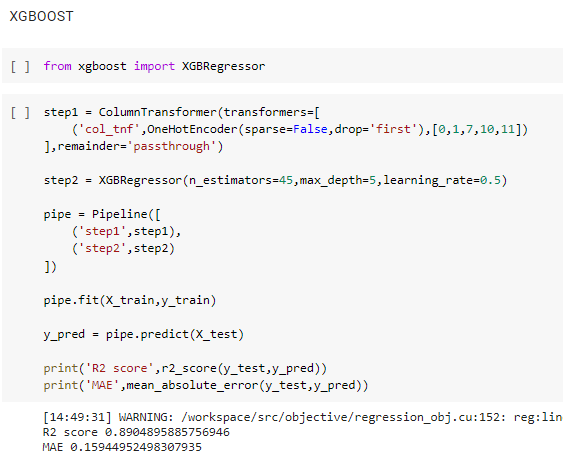 XGBOOST
[ ] from xgboost import XGBRegressor
[ ] step1 = ColumnTransformer(transformers=[
('col_tnf',OneHotEncoder(sparse=False,drop='first'),[0,1,7,10,11])
],remainder='passthrough')
step2 = XGBRegressor(n_estimators=45,max_depth=5,learning_rate=0.5)
pipe = Pipeline([
('step1',step1),
('step2',step2)
])
pipe.fit(X_train,y_train)
y_pred = pipe.predict(X_test)
print('R2 score',r2_score(y_test,y_pred))
print('MAE',mean_absolute_error(y_test,y_pred))
[14:49:31] WARNING: /workspace/src/objective/regression_obj.cu:152: reg:lin
R2 score 0.8904895885756946
MAE 0.15944952498307935